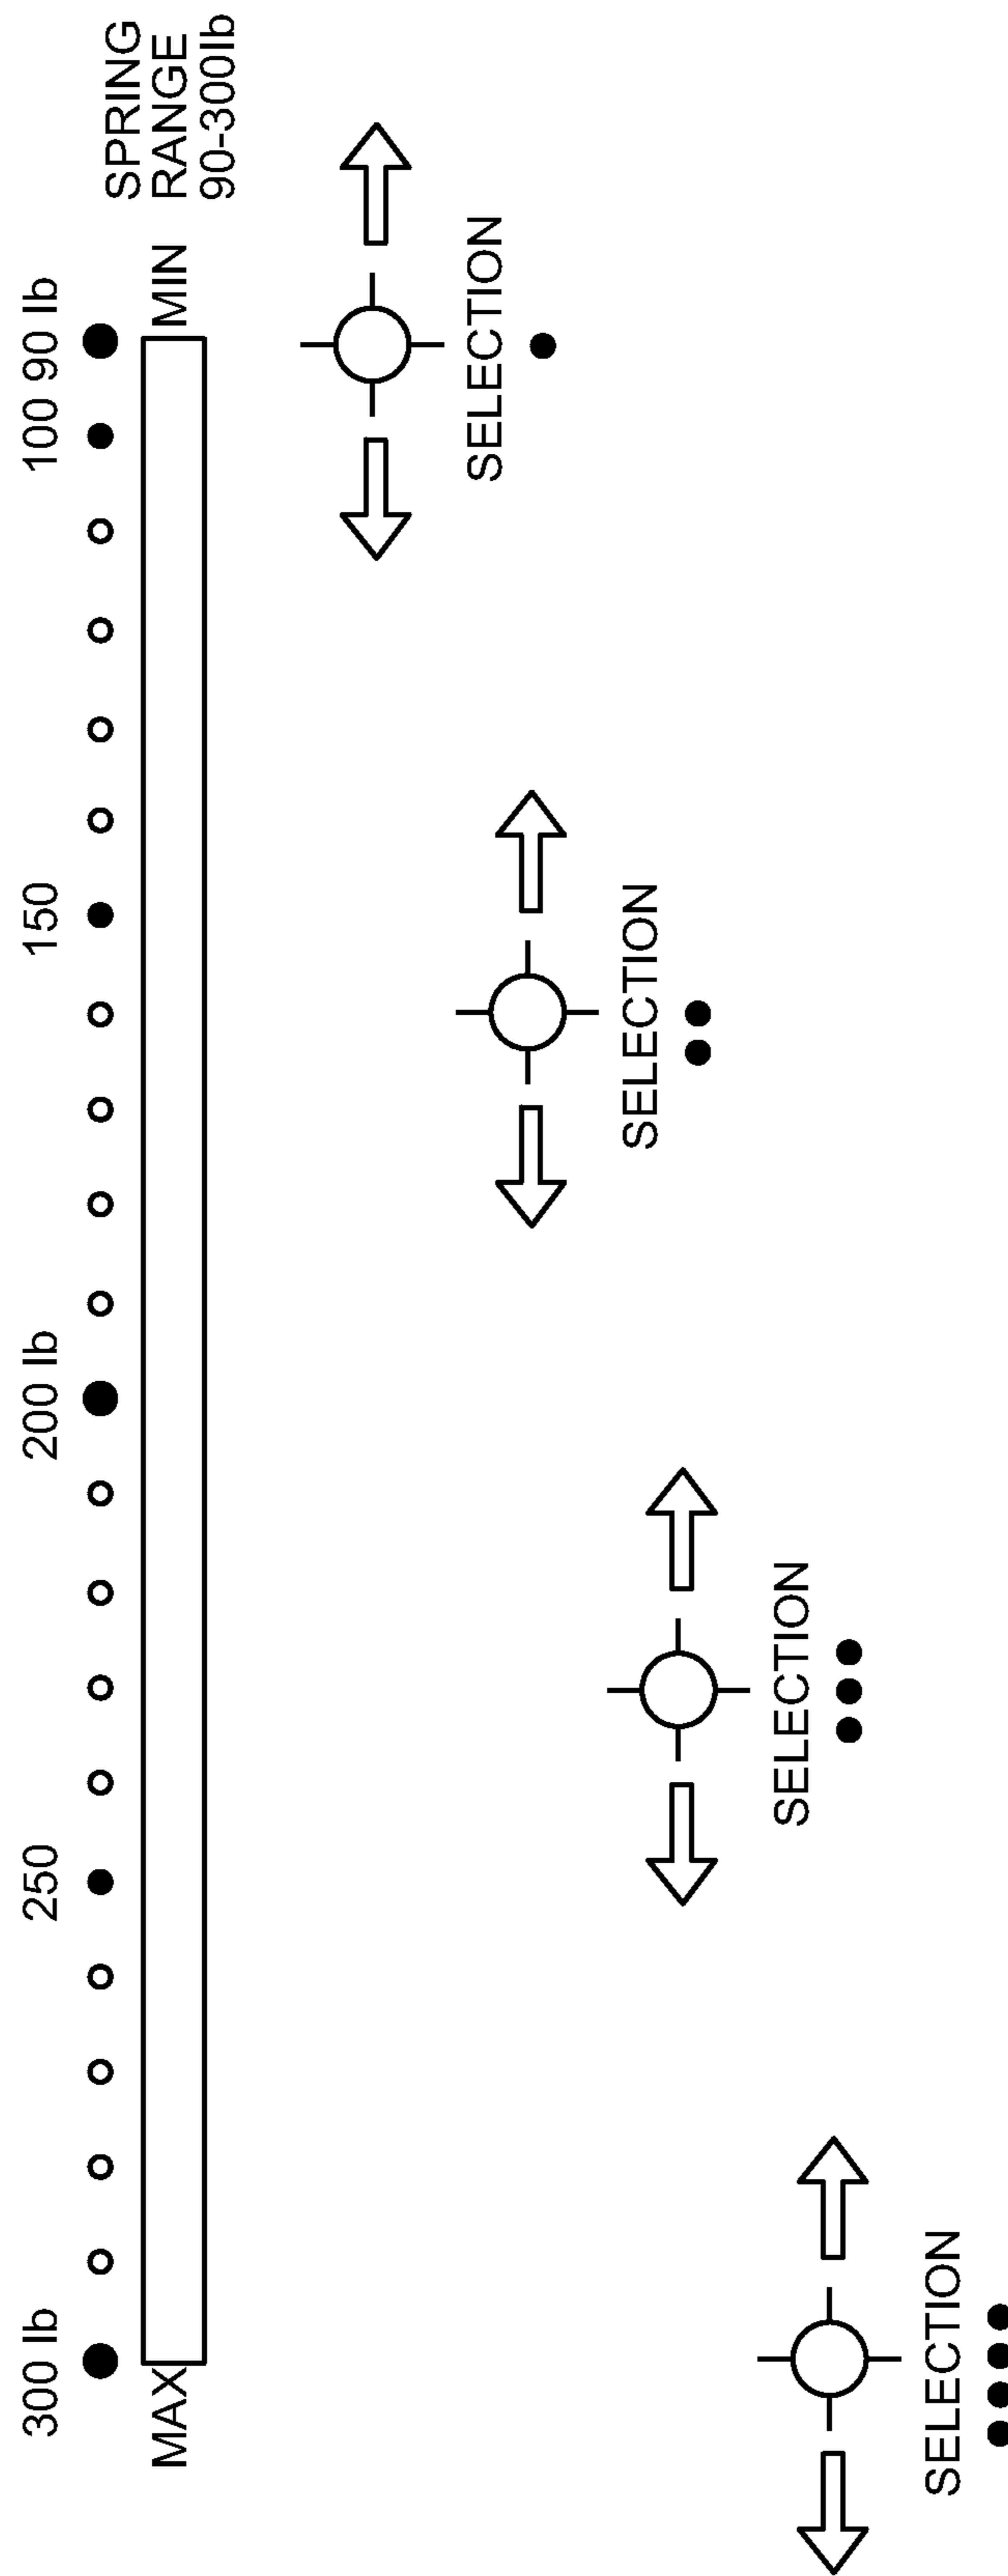 300 lb 250 200 lb 150 100 90 lb
MAX
MIN
SPRING
RANGE
90-300lb
SELECTION
SELECTION
SELECTION
SELECTION